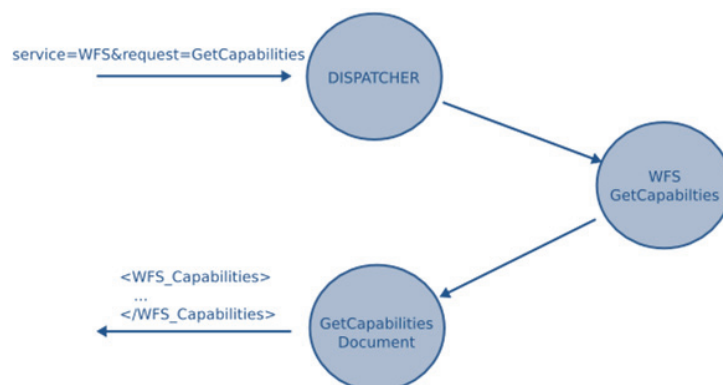 service=WFS&request=GetCapabilities
DISPATCHER
WFS
GetCapabilties
<WFS_Capabilities>
...
</WFS_Capabilities>
GetCapabilities
Document